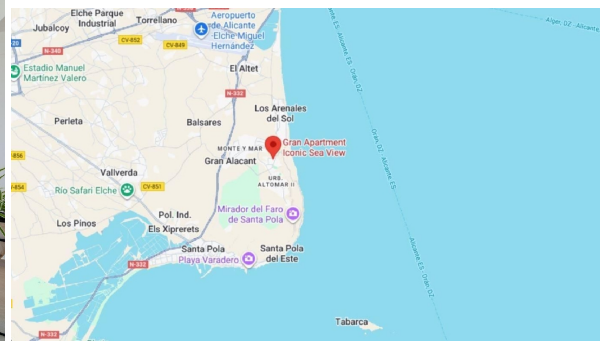 Elche Parque
Industrial
Torrellano
Jubalcoy
Aeropuerto
de Alicante
-Elche Miguel
Hernández
CV-852
CV-849
N-340
Estadio Manuel
Martínez Valero
El Altet
N-332
Los Arenales
del Sol
Perleta
Balsares
MONTE Y MAR
Gran Apartment
Iconic Sea View
Gran Alacant
856
Vallverda
URB.
ALTOMAR II
854
Río Safari Elche
CV-851
Mirador del Faro
de Santa Pola
Pol. Ind.
Els Xiprerets
Los Pinos
Santa Pola
Playa Varadero
Santa Pola
del Este
N-332
Tabarca
N-332